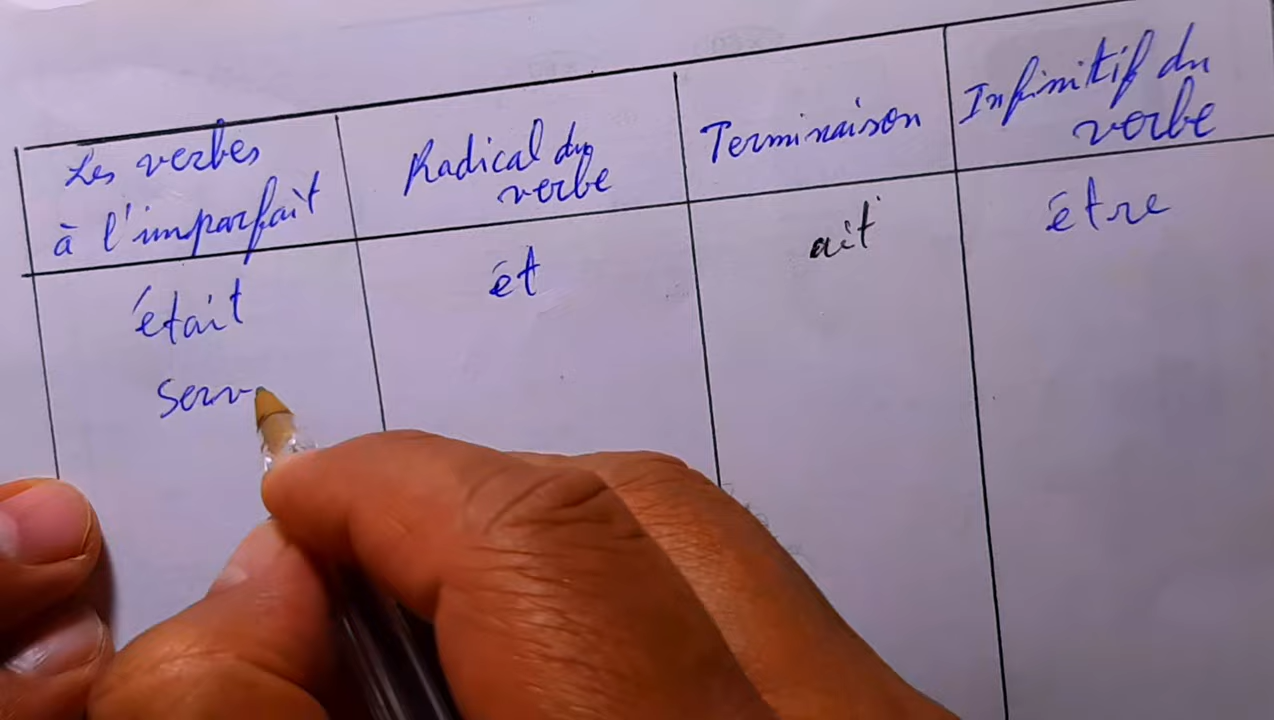 Les verbes
à l'imparfait
Radical du
verbe
Terminaison
Infinitif du
verbe
était
ét
ait
être
serv